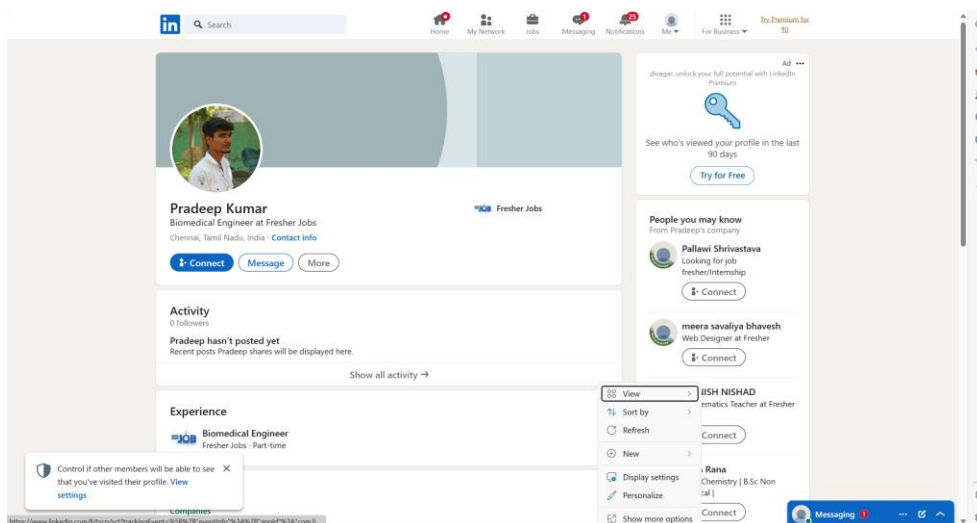 in
Search
Home
My Network
Jobs
1
Messaging
25
Notifications
Me
For Business
Try Premium for
₹0
Ad
divagar, unlock your full potential with LinkedIn
Premium
See who's viewed your profile in the last
90 days
Try for Free
Pradeep Kumar
Biomedical Engineer at Fresher Jobs
Chennai, Tamil Nadu, India · Contact info
JOB
Fresher Jobs
Connect
Message
More
People you may know
From Pradeep's company
Pallawi Shrivastava
Looking for job
fresher/Internship
Connect
meera savaliya bhavesh
Web Designer at Fresher
Connect
ISH NISHAD
ematics Teacher at Fresher
Connect
Rana
Chemistry | B.Sc Non
cal |
Connect
Activity
0 followers
Pradeep hasn't posted yet
Recent posts Pradeep shares will be displayed here.
Show all activity →
Experience
JOB
Biomedical Engineer
Fresher Jobs · Part-time
Companies
View
Sort by
Refresh
New
Display settings
Personalize
Show more options
Control if other members will be able to see
that you've visited their profile. View
settings
Messaging 1